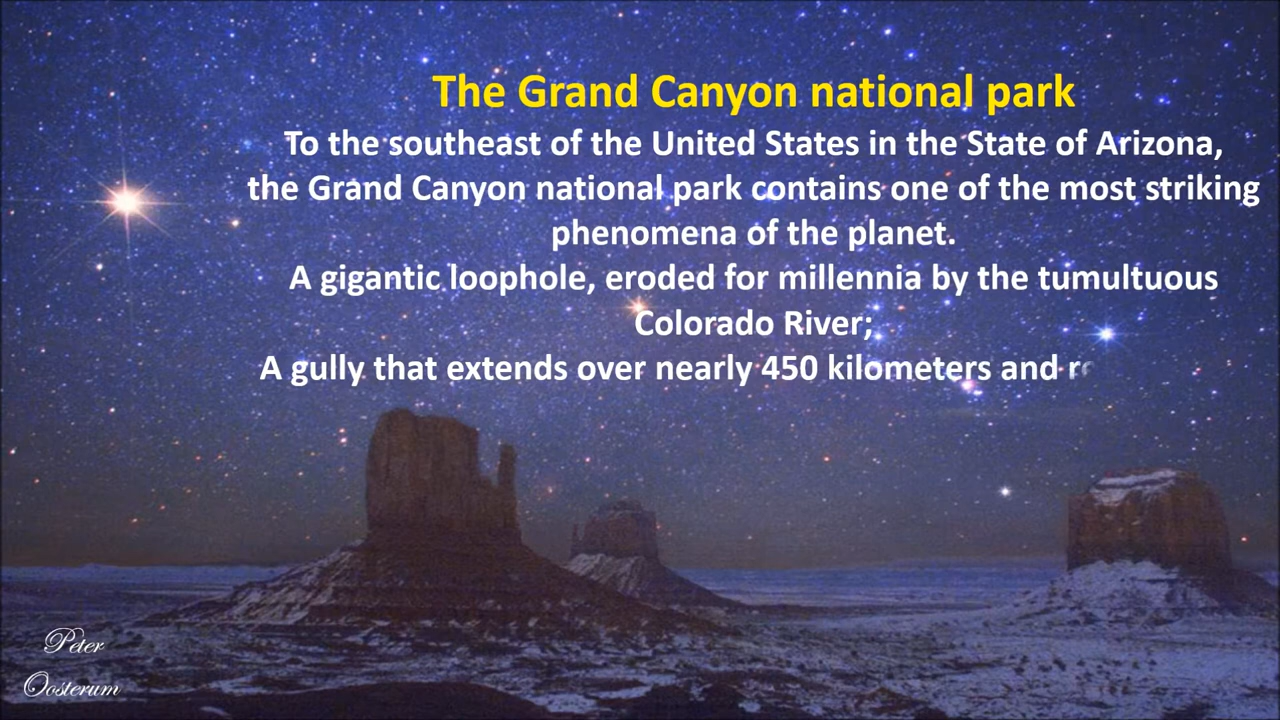 The Grand Canyon national park
To the southeast of the United States in the State of Arizona,
the Grand Canyon national park contains one of the most striking
phenomena of the planet.
A gigantic loophole, eroded for millennia by the tumultuous
Colorado River;
A gully that extends over nearly 450 kilometers and
Peter
Oosterum